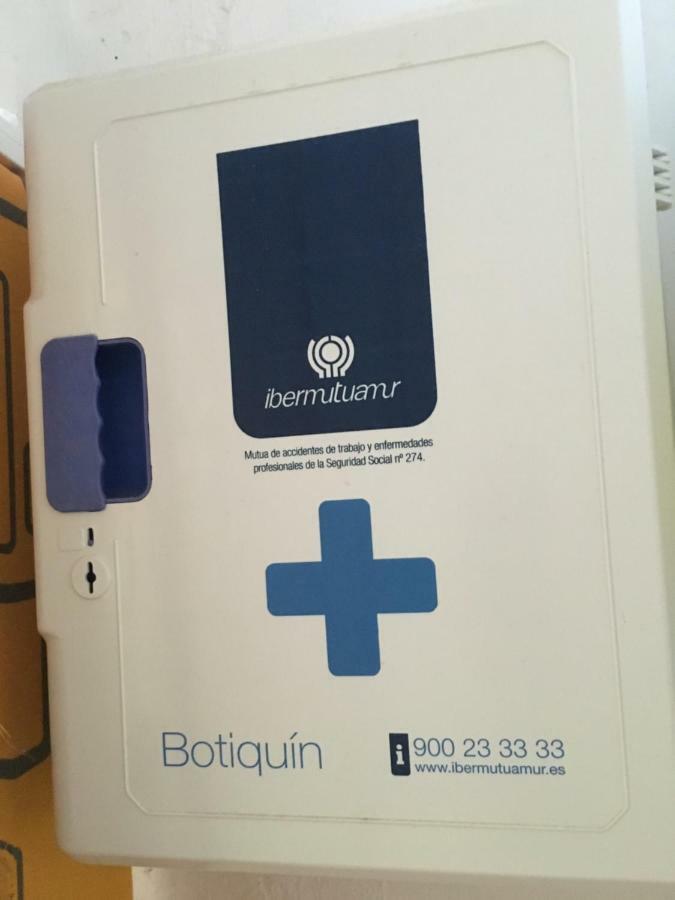 ibermutuamur
Mutua de accidentes de trabajo y enfermedades
profesionales de la Seguridad Social nº 274.
Botiquín
i 900 23 33 33
www.ibermutuamur.es